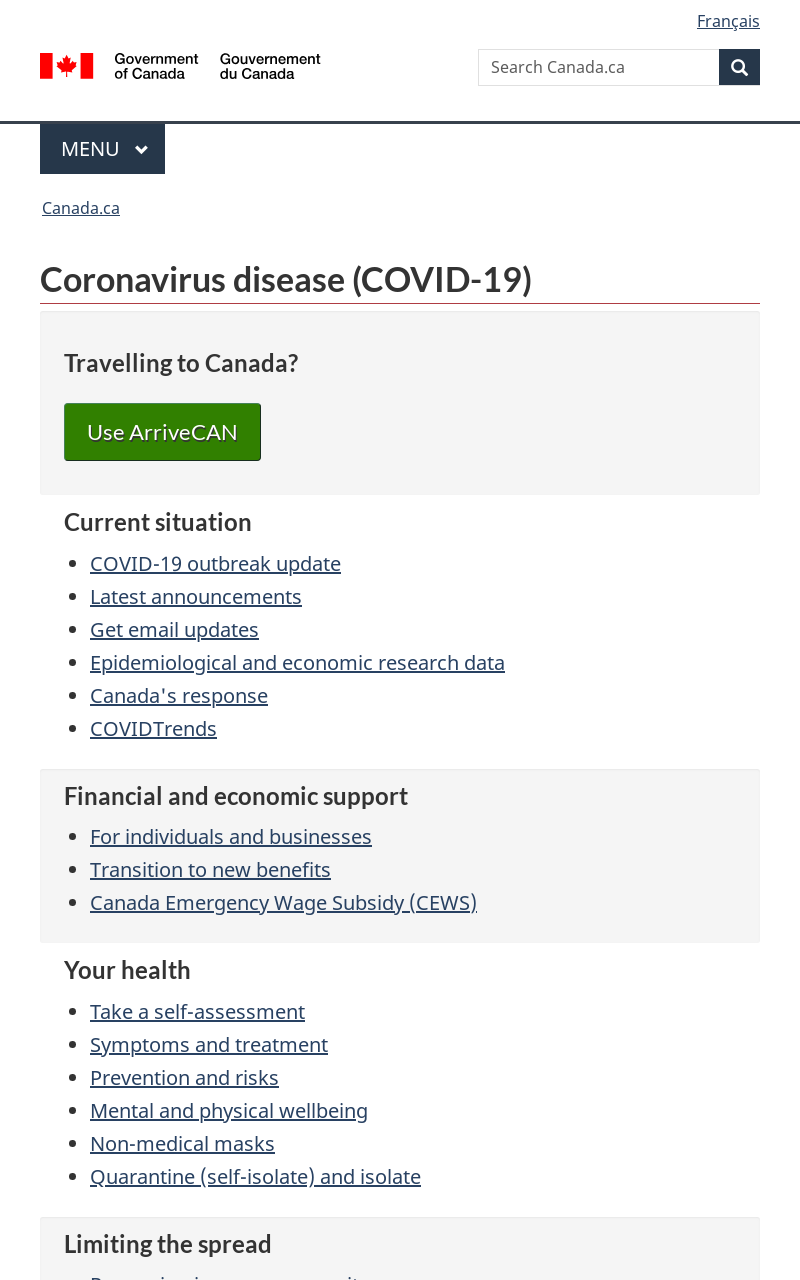 Français
Government of Canada
Gouvernement du Canada
Search Canada.ca
MENU
Canada.ca
Coronavirus disease (COVID-19)
Travelling to Canada?
Use ArriveCAN
Current situation
COVID-19 outbreak update
Latest announcements
Get email updates
Epidemiological and economic research data
Canada's response
COVIDTrends
Financial and economic support
For individuals and businesses
Transition to new benefits
Canada Emergency Wage Subsidy (CEWS)
Your health
Take a self-assessment
Symptoms and treatment
Prevention and risks
Mental and physical wellbeing
Non-medical masks
Quarantine (self-isolate) and isolate
Limiting the spread